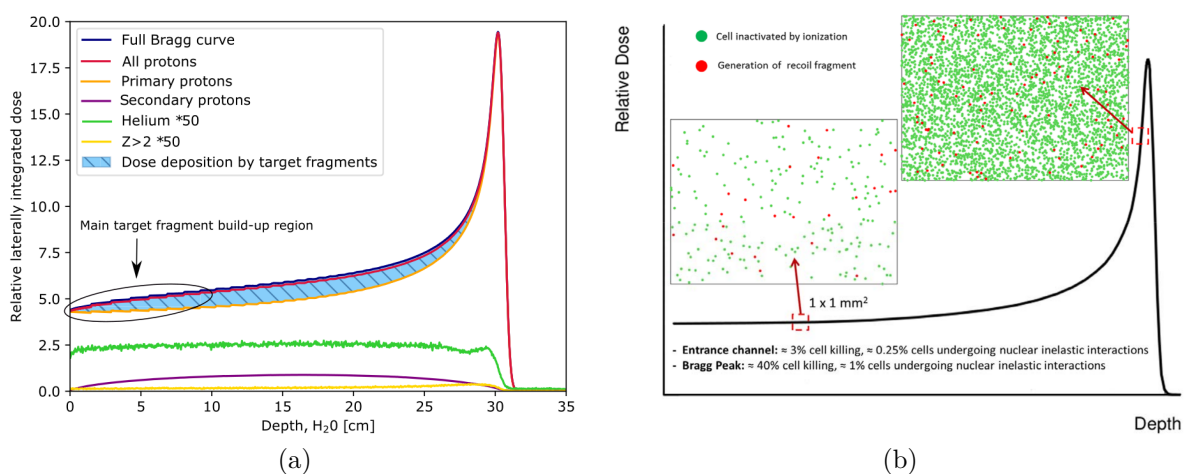 20.0
17.5
15.0
12.5
10.0
7.5
5.0
2.5
0.0
Relative laterally integrated dose
Full Bragg curve
All protons
Primary protons
Secondary protons
Helium *50
Z>2 *50
Dose deposition by target fragments
Main target fragment build-up region
0 5 10 15 20 25 30 35
Depth, H₂0 [cm]
(a)
Relative Dose
Cell inactivated by ionization
Generation of recoil fragment
1 x 1 mm²
- Entrance channel: ≈ 3% cell killing, ≈ 0.25% cells undergoing nuclear inelastic interactions
- Bragg Peak: ≈ 40% cell killing, ≈ 1% cells undergoing nuclear inelastic interactions
Depth
(b)